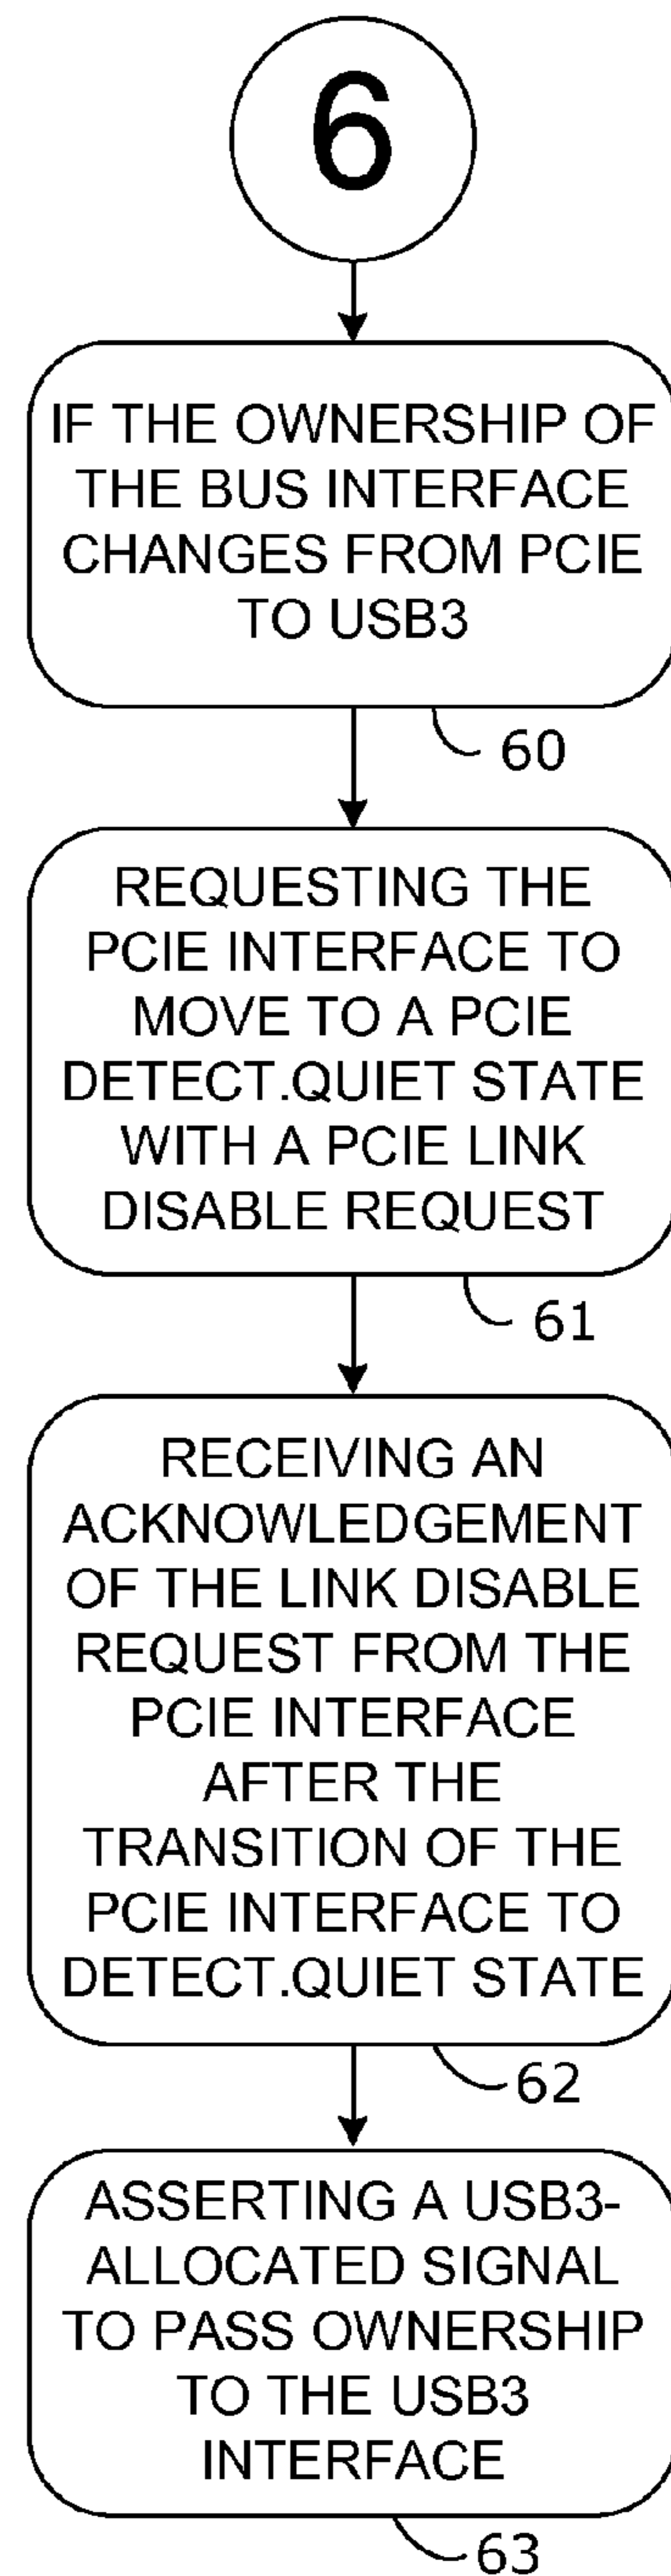 6
IF THE OWNERSHIP OF
THE BUS INTERFACE
CHANGES FROM PCIE
TO USB3
60
REQUESTING THE
PCIE INTERFACE TO
MOVE TO A PCIE
DETECT.QUIET STATE
WITH A PCIE LINK
DISABLE REQUEST
61
RECEIVING AN
ACKNOWLEDGEMENT
OF THE LINK DISABLE
REQUEST FROM THE
PCIE INTERFACE
AFTER THE
TRANSITION OF THE
PCIE INTERFACE TO
DETECT.QUIET STATE
62
ASSERTING A USB3-
ALLOCATED SIGNAL
TO PASS OWNERSHIP
TO THE USB3
INTERFACE
63